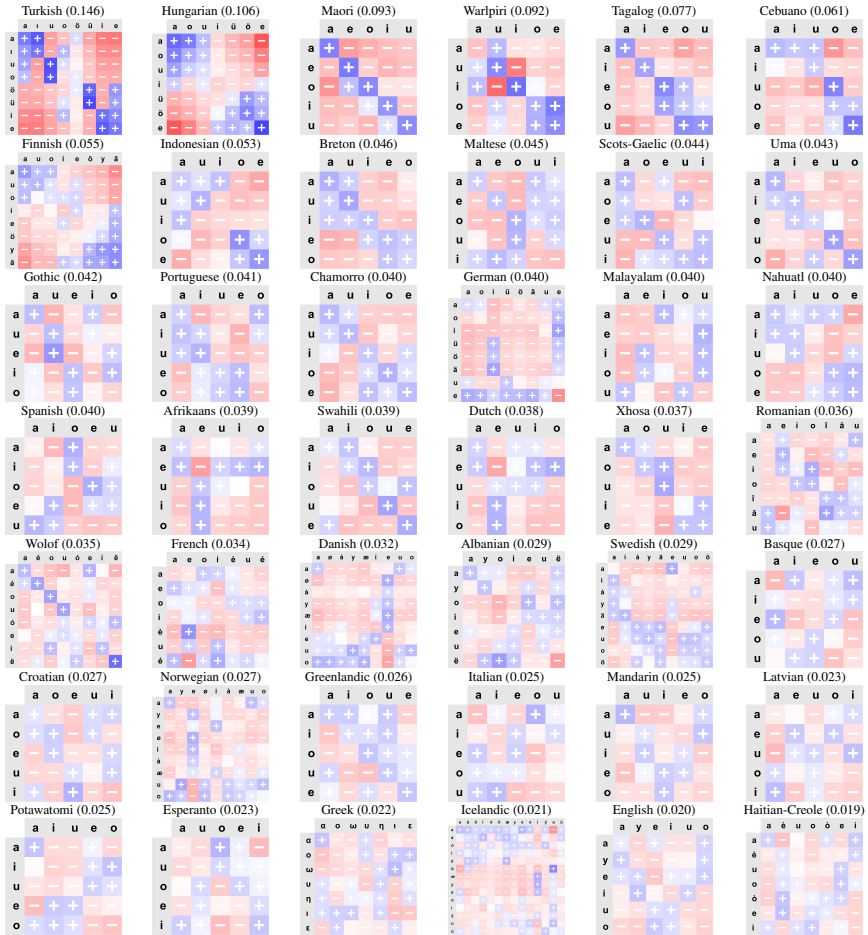 Turkish (0.146)
a ı u o ö ü i e
a ı u o ö ü i e
Hungarian (0.106)
a o u i ü ö e
a o u i ü ö e
Maori (0.093)
a e o i u
a e o i u
Warlpiri (0.092)
a u i
a u i
Tagalog (0.077)
a i e o u
a i e o u
Cebuano (0.061)
a i u o e
a i u o e
Finnish (0.055)
a u o i e ö y ä
a u o i e ö y ä
Indonesian (0.053)
a u i o e
a u i o e
Breton (0.046)
a u i e o
a u i e o
Maltese (0.045)
a e o u i
a e o u i
Scots-Gaelic (0.044)
a o e u i
a o e u i
Uma (0.043)
a i e u o
a i e u o
Gothic (0.042)
a u e i o
a u e i o
Portuguese (0.041)
a i u e o
a i u e o
Chamorro (0.040)
a u i o e
a u i o e
German (0.040)
a o i ü ö ä u e
a o i ü ö ä u e
Malayalam (0.040)
a e i o u
a e i o u
Nahuatl (0.040)
a i u o e
a i u o e
Spanish (0.040)
a i o e u
a i o e u
Afrikaans (0.039)
a e u i o
a e u i o
Swahili (0.039)
a i e o u
a i e o u
Dutch (0.038)
a e u i o
a e u i o
Xhosa (0.037)
a o u i e
a o u i e
Romanian (0.036)
a e i o î ă u
a e i o î ă u
Wolof (0.035)
a é o u ó e i ë
a é o u ó e i ë
French (0.034)
a e o i è u é
a e o i è u é
Danish (0.032)
a ø å y æ i e u o
a ø å y æ i e u o
Albanian (0.029)
a y o i e u ë
a y o i e u ë
Swedish (0.029)
Basque (0.027)
a i e o u
a i e o u
Croatian (0.027)
a o e u i
a o e u i
Norwegian (0.027)
a y e ø i å æ u o
a y e ø i å æ u o
Greenlandic (0.026)
a i o u e
a i o u e
Italian (0.025)
a i e o u
a i e o u
Mandarin (0.025)
a u i e o
a u i e o
Latvian (0.023)
a e u o i
a e u o i
Potawatomi (0.025)
a i u e o
a i u e o
Esperanto (0.023)
a u o e i
a u o e i
Greek (0.022)
α ο ω υ η ι ε
α ο ω υ η ι ε
Icelandic (0.021)
English (0.020)
a y e i u o
a y e i u o
Haitian-Creole (0.019)
a è u o ò e i
a è u o ò e i